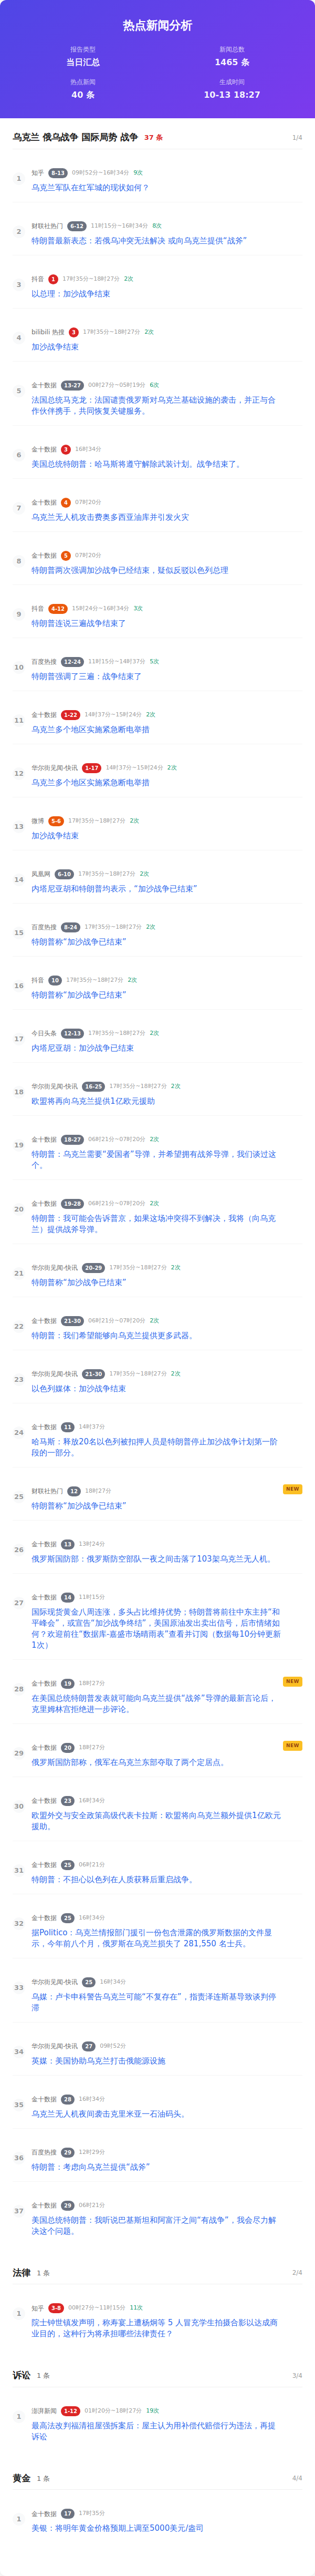 热点新闻分析
报告类型
当日汇总
新闻总数
1465 条
热点新闻
40 条
生成时间
10-13 18:27
乌克兰 俄乌战争 国际局势 战争 37 条 1/4
1
知乎 8-13 09时52分~16时34分 9次
乌克兰军队在红军城的现状如何？
2
财联社热门 6-12 11时15分~16时34分 8次
特朗普最新表态：若俄乌冲突无法解决 或向乌克兰提供“战斧”
3
抖音 1 17时35分~18时27分 2次
以总理：加沙战争结束
4
bilibili 热搜 3 17时35分~18时27分 2次
加沙战争结束
5
金十数据 13-27 00时27分~05时19分 6次
法国总统马克龙：法国谴责俄罗斯对乌克兰基础设施的袭击，并正与合
作伙伴携手，共同恢复关键服务。
6
金十数据 3 16时34分
美国总统特朗普：哈马斯将遵守解除武装计划。战争结束了。
7
金十数据 4 07时20分
乌克兰无人机攻击费奥多西亚油库并引发火灾
8
金十数据 5 07时20分
特朗普两次强调加沙战争已经结束，疑似反驳以色列总理
9
抖音 4-12 15时24分~16时34分 3次
特朗普连说三遍战争结束了
10
百度热搜 12-24 11时15分~14时37分 5次
特朗普强调了三遍：战争结束了
11
金十数据 1-22 14时37分~15时24分 2次
乌克兰多个地区实施紧急断电举措
12
华尔街见闻-快讯 1-17 14时37分~15时24分 2次
乌克兰多个地区实施紧急断电举措
13
微博 5-6 17时35分~18时27分 2次
加沙战争结束
14
凤凰网 6-10 17时35分~18时27分 2次
内塔尼亚胡和特朗普均表示，“加沙战争已结束”
15
百度热搜 8-24 17时35分~18时27分 2次
特朗普称“加沙战争已结束”
16
抖音 10 17时35分~18时27分 2次
特朗普称“加沙战争已结束”
17
今日头条 12-13 17时35分~18时27分 2次
内塔尼亚胡：加沙战争已结束
18
华尔街见闻-快讯 16-25 17时35分~18时27分 2次
欧盟将再向乌克兰提供1亿欧元援助
19
金十数据 18-27 06时21分~07时20分 2次
特朗普：乌克兰需要“爱国者”导弹，并希望拥有战斧导弹，我们谈过这
个。
20
金十数据 19-28 06时21分~07时20分 2次
特朗普：我可能会告诉普京，如果这场冲突得不到解决，我将（向乌克
兰）提供战斧导弹。
21
华尔街见闻-快讯 20-29 17时35分~18时27分 2次
特朗普称“加沙战争已结束”
22
金十数据 21-30 06时21分~07时20分 2次
特朗普：我们希望能够向乌克兰提供更多武器。
23
华尔街见闻-快讯 21-30 17时35分~18时27分 2次
以色列媒体：加沙战争结束
24
金十数据 11 14时37分
哈马斯：释放20名以色列被扣押人员是特朗普停止加沙战争计划第一阶
段的一部分。
25
财联社热门 12 18时27分 NEW
特朗普称“加沙战争已结束”
26
金十数据 13 13时24分
俄罗斯国防部：俄罗斯防空部队一夜之间击落了103架乌克兰无人机。
27
金十数据 14 11时15分
国际现货黄金八周连涨，多头占比维持优势；特朗普将前往中东主持“和
平峰会”，或宣告“加沙战争终结”，美国原油发出卖出信号，后市情绪如
何？欢迎前往“数据库-嘉盛市场晴雨表”查看并订阅（数据每10分钟更新
1次）
28
金十数据 19 18时27分 NEW
在美国总统特朗普发表就可能向乌克兰提供“战斧”导弹的最新言论后，
克里姆林宫拒绝进一步评论。
29
金十数据 20 18时27分 NEW
俄罗斯国防部称，俄军在乌克兰东部夺取了两个定居点。
30
金十数据 23 16时34分
欧盟外交与安全政策高级代表卡拉斯：欧盟将向乌克兰额外提供1亿欧元
援助。
31
金十数据 25 06时21分
特朗普：不担心以色列在人质获释后重启战争。
32
金十数据 25 16时34分
据Politico：乌克兰情报部门援引一份包含泄露的俄罗斯数据的文件显
示，今年前八个月，俄罗斯在乌克兰损失了 281,550 名士兵。
33
华尔街见闻-快讯 25 16时34分
乌媒：卢卡申科警告乌克兰可能“不复存在”，指责泽连斯基导致谈判停
滞
34
华尔街见闻-快讯 27 09时52分
英媒：美国协助乌克兰打击俄能源设施
35
金十数据 28 16时34分
乌克兰无人机夜间袭击克里米亚一石油码头。
36
百度热搜 29 12时29分
特朗普：考虑向乌克兰提供“战斧”
37
金十数据 29 06时21分
美国总统特朗普：我听说巴基斯坦和阿富汗之间“有战争”，我会尽力解
决这个问题。
法律 1 条 2/4
1
知乎 3-8 00时27分~11时15分 11次
院士钟世镇发声明，称寿宴上遭杨炯等 5 人冒充学生拍摄合影以达成商
业目的，这种行为将承担哪些法律责任？
诉讼 1 条 3/4
1
澎湃新闻 1-12 01时20分~18时27分 19次
最高法改判福清祖屋强拆案后：屋主认为用补偿代赔偿行为违法，再提
诉讼
黄金 1 条 4/4
1
金十数据 17 17时35分
美银：将明年黄金价格预期上调至5000美元/盎司